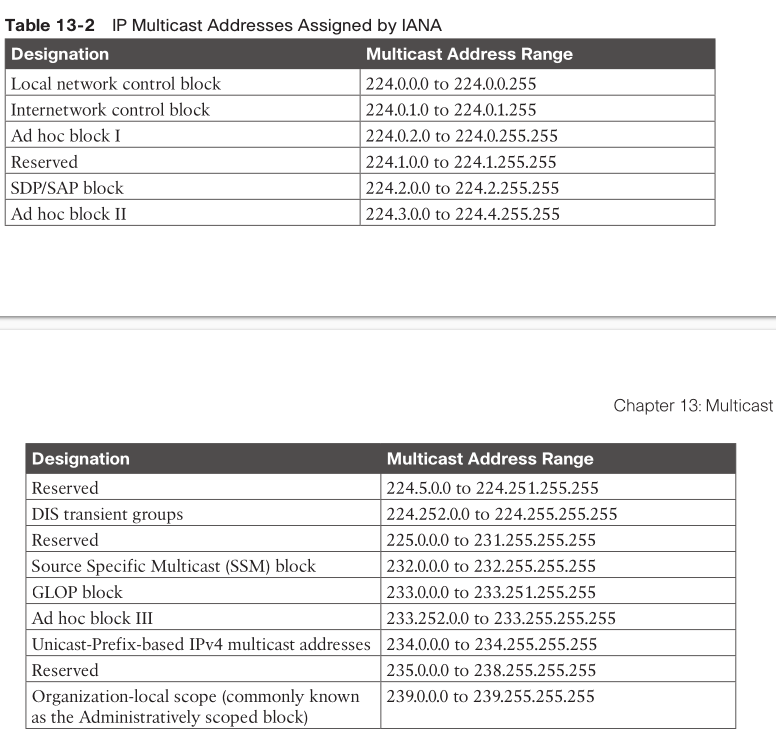 Table 13-2 IP Multicast Addresses Assigned by IANA
Designation Multicast Address Range
Local network control block 224.0.0.0 to 224.0.0.255
Internetwork control block 224.0.1.0 to 224.0.1.255
Ad hoc block I 224.0.2.0 to 224.0.255.255
Reserved 224.1.0.0 to 224.1.255.255
SDP/SAP block 224.2.0.0 to 224.2.255.255
Ad hoc block II 224.3.0.0 to 224.4.255.255
Chapter 13: Multicast
Designation Multicast Address Range
Reserved 224.5.0.0 to 224.251.255.255
DIS transient groups 224.252.0.0 to 224.255.255.255
Reserved 225.0.0.0 to 231.255.255.255
Source Specific Multicast (SSM) block 232.0.0.0 to 232.255.255.255
GLOP block 233.0.0.0 to 233.251.255.255
Ad hoc block III 233.252.0.0 to 233.255.255.255
Unicast-Prefix-based IPv4 multicast addresses 234.0.0.0 to 234.255.255.255
Reserved 235.0.0.0 to 238.255.255.255
Organization-local scope (commonly known 239.0.0.0 to 239.255.255.255
as the Administratively scoped block)